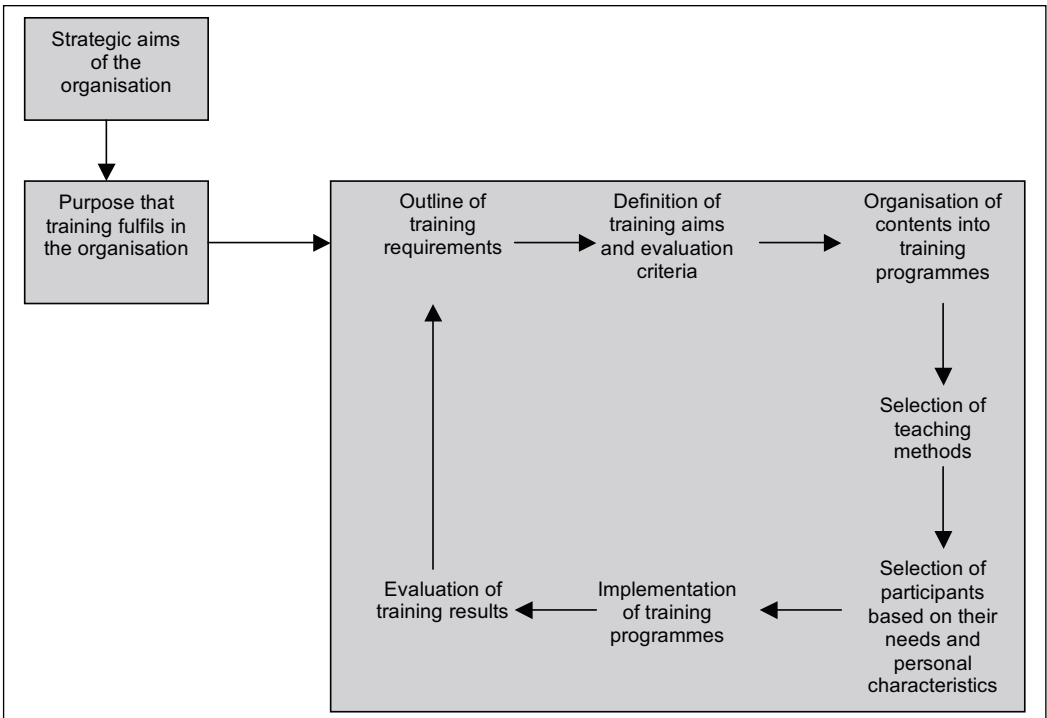 Strategic aims
of the
organisation
Purpose that
training fulfils in
the organisation
Outline of
training
requirements
Definition of
training aims
and evaluation
criteria
Organisation of
contents into
training
programmes
Selection of
teaching
methods
Selection of
participants
based on their
needs and
personal
characteristics
Implementation
of training
programmes
Evaluation of
training results